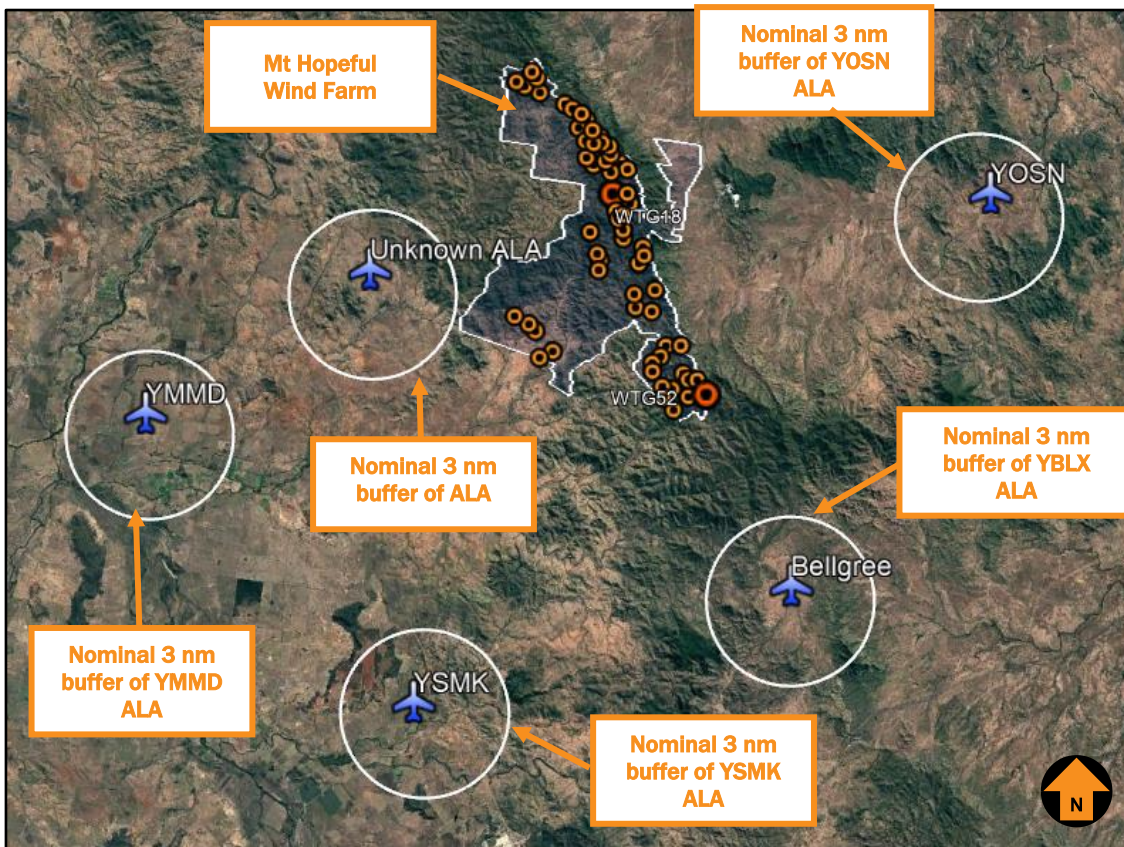 Mt Hopeful
Wind Farm
Nominal 3 nm
buffer of YOSN
ALA
YOSN
WTG18
Unknown ALA
YMMD
WTG52
Nominal 3 nm
buffer of ALA
Nominal 3 nm
buffer of YBLX
ALA
Bellgree
Nominal 3 nm
buffer of YMMD
ALA
YSMK
Nominal 3 nm
buffer of YSMK
ALA
N